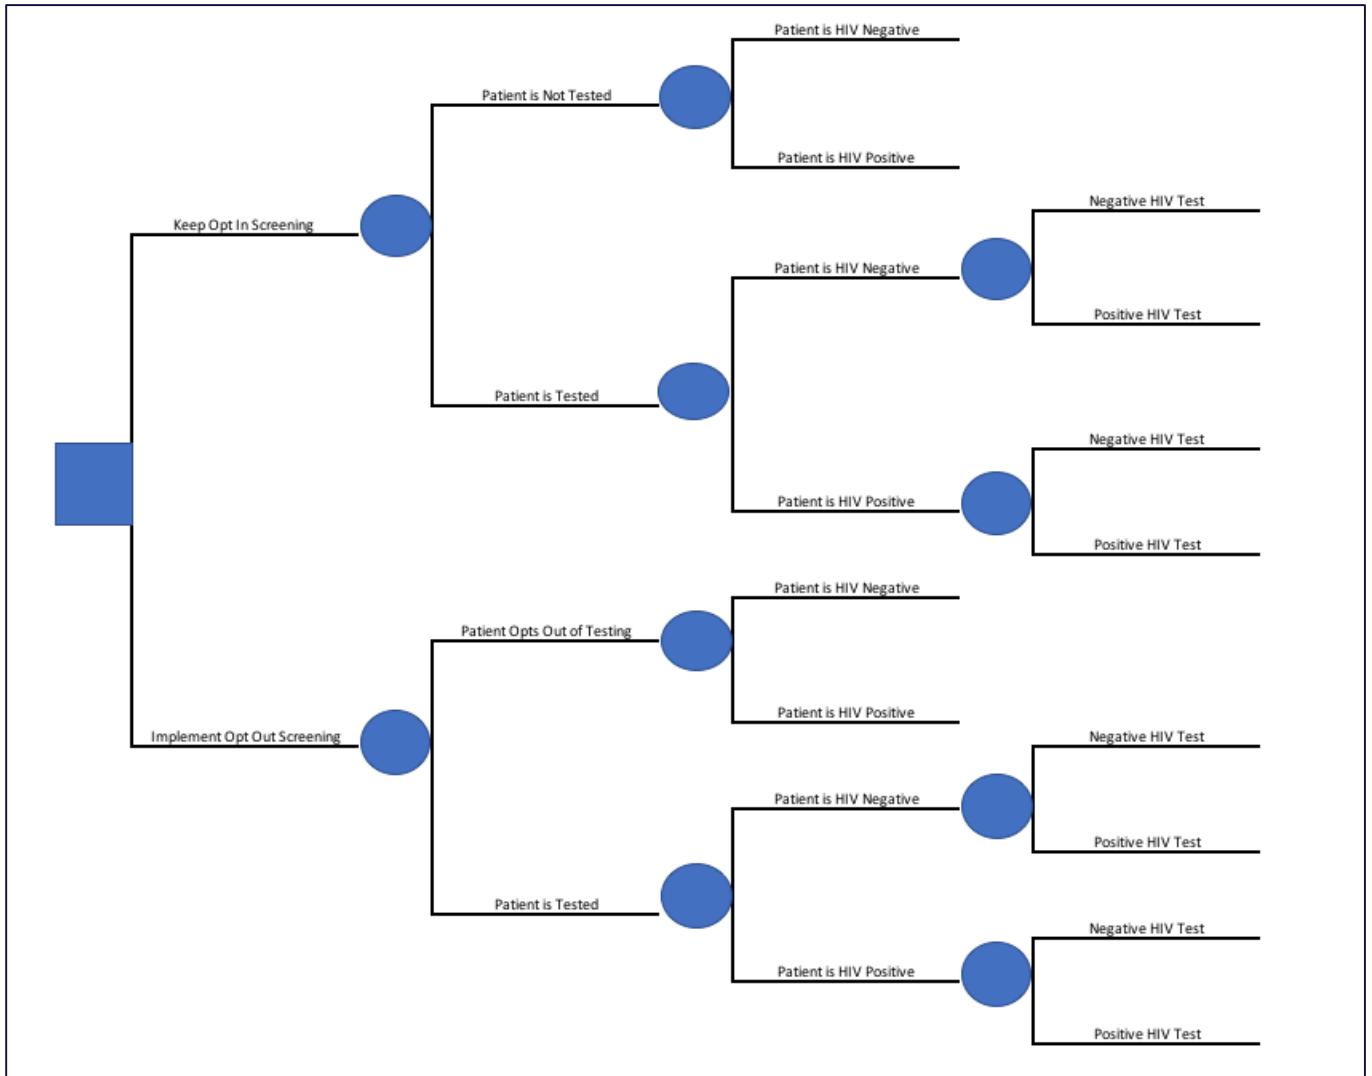 Patient is HIV Negative
Patient is Not Tested
Patient is HIV Positive
Negative HIV Test
Keep Opt In Screening
Patient is HIV Negative
Positive HIV Test
Patient is Tested
Negative HIV Test
Patient is HIV Positive
Positive HIV Test
Patient is HIV Negative
Patient Opts Out of Testing
Patient is HIV Positive
Implement Opt Out Screening
Negative HIV Test
Patient is HIV Negative
Positive HIV Test
Patient is Tested
Negative HIV Test
Patient is HIV Positive
Positive HIV Test